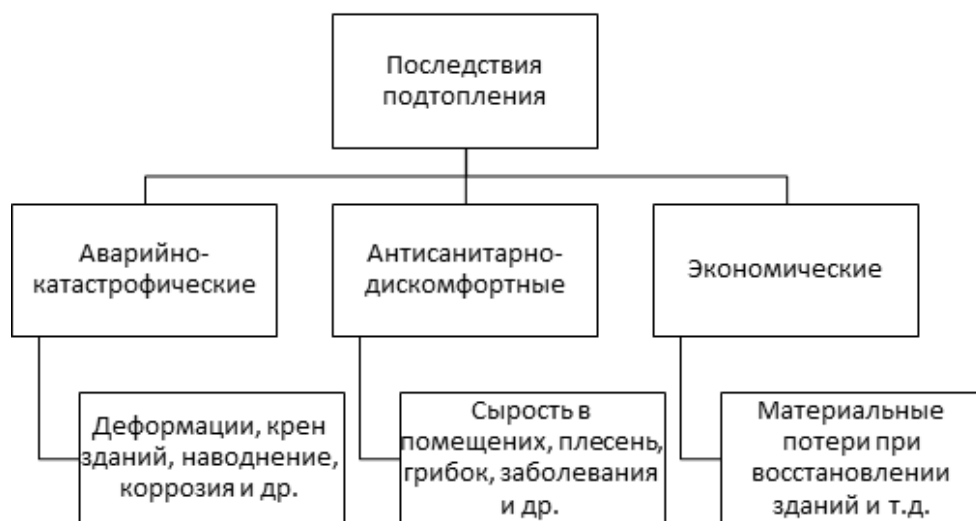 Последствия
подтопления
Аварийно-
катастрофические
Антисанитарно-
дискомфортные
Экономические
Деформации, крен
зданий, наводнение,
коррозия и др.
Сырость в
помещених, плесень,
грибок, заболевания
и др.
Материальные
потери при
восстановлении
зданий и т.д.